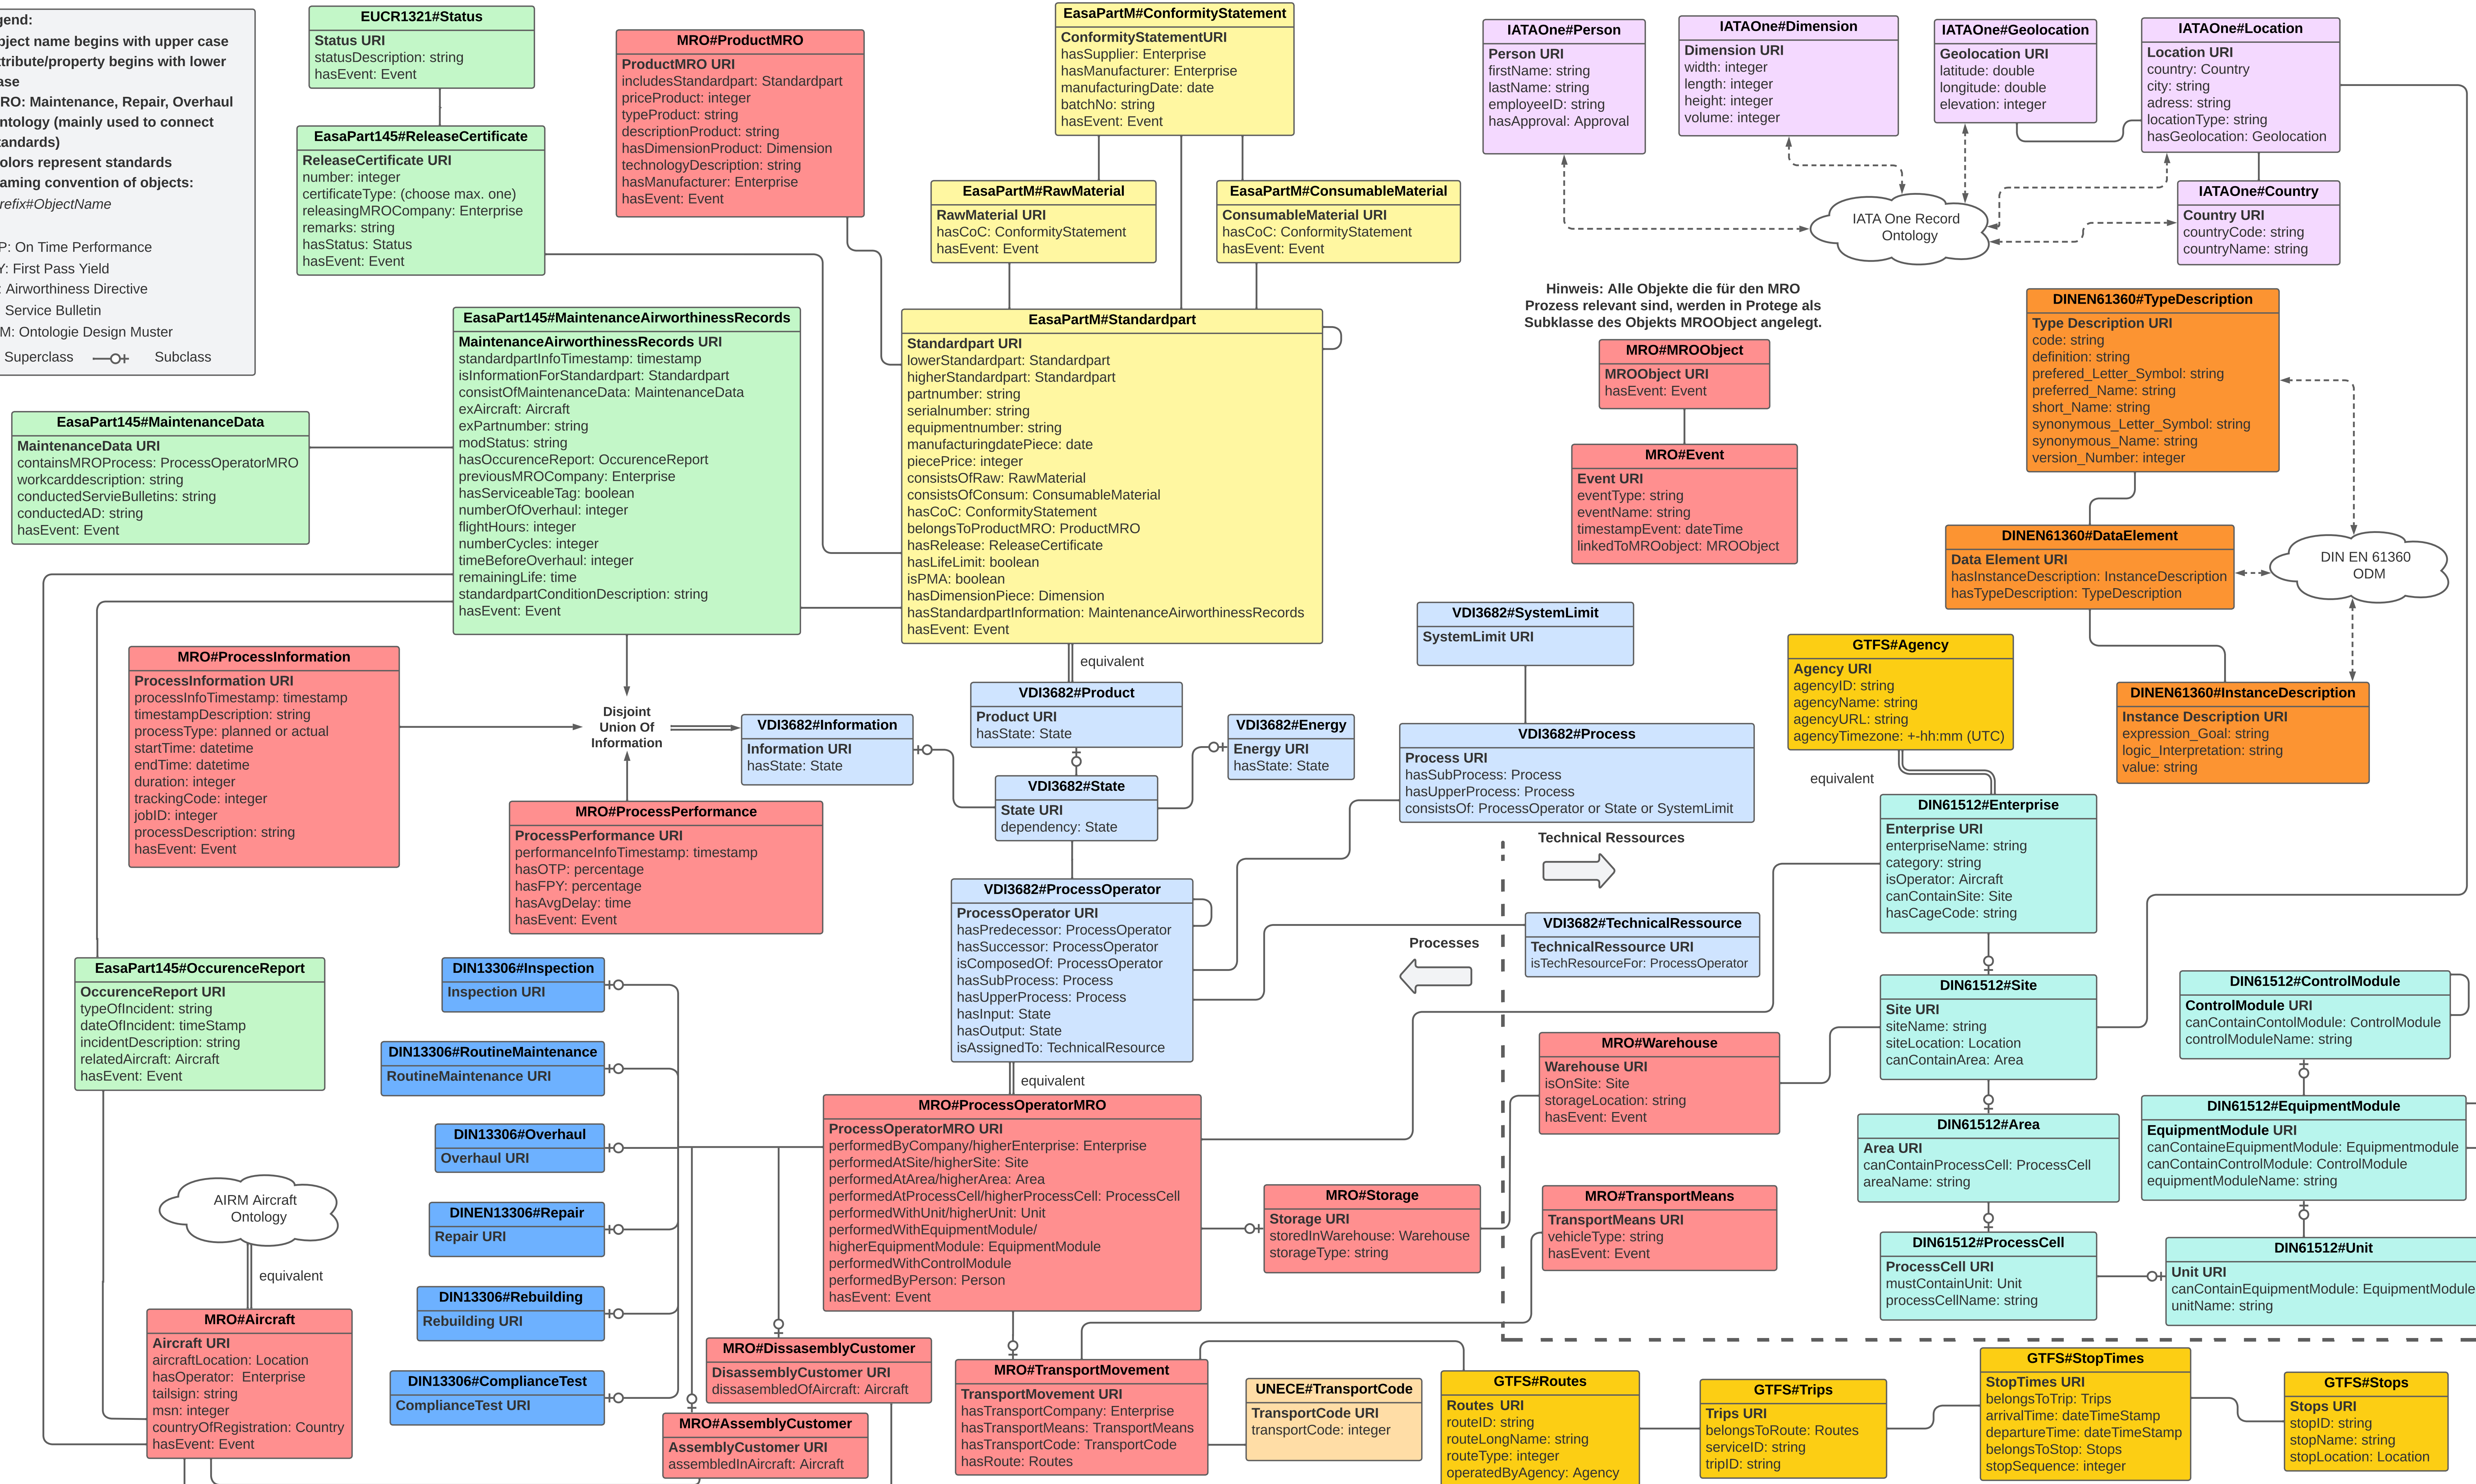 gend:
bject name begins with upper case
ttribute/property begins with lower
ase
RO: Maintenance, Repair, Overhaul
ntology (mainly used to connect
tandards)
olors represent standards
aming convention of objects:
refix#ObjectName
P: On Time Performance
Y: First Pass Yield
: Airworthiness Directive
Service Bulletin
M: Ontologie Design Muster
Superclass
Subclass
EUCR1321#Status
Status URI
statusDescription: string
hasEvent: Event
EasaPart145#ReleaseCertificate
ReleaseCertificate URI
number: integer
certificateType: (choose max. one)
releasingMROCompany: Enterprise
remarks: string
hasStatus: Status
hasEvent: Event
MRO#ProductMRO
ProductMRO URI
includesStandardpart: Standardpart
priceProduct: integer
typeProduct: string
descriptionProduct: string
hasDimensionProduct: Dimension
technologyDescription: string
hasManufacturer: Enterprise
hasEvent: Event
EasaPartM#ConformityStatement
ConformityStatementURI
hasSupplier: Enterprise
hasManufacturer: Enterprise
manufacturingDate: date
batchNo: string
hasEvent: Event
EasaPartM#RawMaterial
RawMaterial URI
hasCoC: ConformityStatement
hasEvent: Event
EasaPartM#ConsumableMaterial
ConsumableMaterial URI
hasCoC: ConformityStatement
hasEvent: Event
IATAOne#Person
Person URI
firstName: string
lastName: string
employeeID: string
hasApproval: Approval
IATAOne#Dimension
Dimension URI
width: integer
length: integer
height: integer
volume: integer
IATAOne#Geolocation
Geolocation URI
latitude: double
longitude: double
elevation: integer
IATAOne#Location
Location URI
country: Country
city: string
adress: string
locationType: string
hasGeolocation: Geolocation
IATAOne#Country
Country URI
countryCode: string
countryName: string
IATA One Record
Ontology
Hinweis: Alle Objekte die für den MRO
Prozess relevant sind, werden in Protege als
Subklasse des Objekts MROObject angelegt.
MRO#MROObject
MROObject URI
hasEvent: Event
MRO#Event
Event URI
eventType: string
eventName: string
timestampEvent: dateTime
linkedToMROobject: MROObject
DINEN61360#TypeDescription
Type Description URI
code: string
definition: string
prefered_Letter_Symbol: string
preferred_Name: string
short_Name: string
synonymous_Letter_Symbol: string
synonymous_Name: string
version_Number: integer
DINEN61360#DataElement
Data Element URI
hasInstanceDescription: InstanceDescription
hasTypeDescription: TypeDescription
DIN EN 61360
ODM
DINEN61360#InstanceDescription
Instance Description URI
expression_Goal: string
logic_Interpretation: string
value: string
EasaPart145#MaintenanceAirworthinessRecords
MaintenanceAirworthinessRecords URI
standardpartInfoTimestamp: timestamp
isInformationForStandardpart: Standardpart
consistOfMaintenanceData: MaintenanceData
exAircraft: Aircraft
exPartnumber: string
modStatus: string
hasOccurenceReport: OccurenceReport
previousMROCompany: Enterprise
hasServiceableTag: boolean
numberOfOverhaul: integer
flightHours: integer
numberCycles: integer
timeBeforeOverhaul: integer
remainingLife: time
standardpartConditionDescription: string
hasEvent: Event
EasaPart145#MaintenanceData
MaintenanceData URI
containsMROProcess: ProcessOperatorMRO
workcarddescription: string
conductedServieBulletins: string
conductedAD: string
hasEvent: Event
EasaPartM#Standardpart
Standardpart URI
lowerStandardpart: Standardpart
higherStandardpart: Standardpart
partnumber: string
serialnumber: string
equipmentnumber: string
manufacturingdatePiece: date
piecePrice: integer
consistsOfRaw: RawMaterial
consistsOfConsum: ConsumableMaterial
hasCoC: ConformityStatement
belongsToProductMRO: ProductMRO
hasRelease: ReleaseCertificate
hasLifeLimit: boolean
isPMA: boolean
hasDimensionPiece: Dimension
hasStandardpartInformation: MaintenanceAirworthinessRecords
hasEvent: Event
equivalent
MRO#ProcessInformation
ProcessInformation URI
processInfoTimestamp: timestamp
timestampDescription: string
processType: planned or actual
startTime: datetime
endTime: datetime
duration: integer
trackingCode: integer
jobID: integer
processDescription: string
hasEvent: Event
Disjoint
Union Of
Information
VDI3682#Information
Information URI
hasState: State
VDI3682#Product
Product URI
hasState: State
VDI3682#Energy
Energy URI
hasState: State
VDI3682#State
State URI
dependency: State
MRO#ProcessPerformance
ProcessPerformance URI
performanceInfoTimestamp: timestamp
hasOTP: percentage
hasFPY: percentage
hasAvgDelay: time
hasEvent: Event
VDI3682#SystemLimit
SystemLimit URI
VDI3682#Process
Process URI
hasSubProcess: Process
hasUpperProcess: Process
consistsOf: ProcessOperator or State or SystemLimit
Technical Ressources
Processes
GTFS#Agency
Agency URI
agencyID: string
agencyName: string
agencyURL: string
agencyTimezone: +-hh:mm (UTC)
equivalent
DIN61512#Enterprise
Enterprise URI
enterpriseName: string
category: string
isOperator: Aircraft
canContainSite: Site
hasCageCode: string
VDI3682#ProcessOperator
ProcessOperator URI
hasPredecessor: ProcessOperator
hasSuccessor: ProcessOperator
isComposedOf: ProcessOperator
hasSubProcess: Process
hasUpperProcess: Process
hasInput: State
hasOutput: State
isAssignedTo: TechnicalResource
equivalent
VDI3682#TechnicalRessource
TechnicalRessource URI
isTechResourceFor: ProcessOperator
EasaPart145#OccurenceReport
OccurenceReport URI
typeOfIncident: string
dateOfIncident: timeStamp
incidentDescription: string
relatedAircraft: Aircraft
hasEvent: Event
DIN13306#Inspection
Inspection URI
DIN13306#RoutineMaintenance
RoutineMaintenance URI
DIN13306#Overhaul
Overhaul URI
DINEN13306#Repair
Repair URI
DIN13306#Rebuilding
Rebuilding URI
DIN13306#ComplianceTest
ComplianceTest URI
AIRM Aircraft
Ontology
equivalent
MRO#Aircraft
Aircraft URI
aircraftLocation: Location
hasOperator: Enterprise
tailsign: string
msn: integer
countryOfRegistration: Country
hasEvent: Event
MRO#ProcessOperatorMRO
ProcessOperatorMRO URI
performedByCompany/higherEnterprise: Enterprise
performedAtSite/higherSite: Site
performedAtArea/higherArea: Area
performedAtProcessCell/higherProcessCell: ProcessCell
performedWithUnit/higherUnit: Unit
performedWithEquipmentModule/
higherEquipmentModule: EquipmentModule
performedWithControlModule
performedByPerson: Person
hasEvent: Event
MRO#Warehouse
Warehouse URI
isOnSite: Site
storageLocation: string
hasEvent: Event
MRO#Storage
Storage URI
storedInWarehouse: Warehouse
storageType: string
MRO#TransportMeans
TransportMeans URI
vehicleType: string
hasEvent: Event
DIN61512#Site
Site URI
siteName: string
siteLocation: Location
canContainArea: Area
DIN61512#Area
Area URI
canContainProcessCell: ProcessCell
areaName: string
DIN61512#ProcessCell
ProcessCell URI
mustContainUnit: Unit
processCellName: string
DIN61512#ControlModule
ControlModule URI
canContainContolModule: ControlModule
controlModuleName: string
DIN61512#EquipmentModule
EquipmentModule URI
canContaineEquipmentModule: Equipmentmodule
canContainControlModule: ControlModule
equipmentModuleName: string
DIN61512#Unit
Unit URI
canContainEquipmentModule: EquipmentModule
unitName: string
MRO#DissasemblyCustomer
DisassemblyCustomer URI
dissasembledOfAircraft: Aircraft
MRO#AssemblyCustomer
AssemblyCustomer URI
assembledInAircraft: Aircraft
MRO#TransportMovement
TransportMovement URI
hasTransportCompany: Enterprise
hasTransportMeans: TransportMeans
hasTransportCode: TransportCode
hasRoute: Routes
UNECE#TransportCode
TransportCode URI
transportCode: integer
GTFS#Routes
Routes URI
routeID: string
routeLongName: string
routeType: integer
operatedByAgency: Agency
GTFS#Trips
Trips URI
belongsToRoute: Routes
serviceID: string
tripID: string
GTFS#StopTimes
StopTimes URI
belongsToTrip: Trips
arrivalTime: dateTimeStamp
departureTime: dateTimeStamp
belongsToStop: Stops
stopSequence: integer
GTFS#Stops
Stops URI
stopID: string
stopName: string
stopLocation: Location